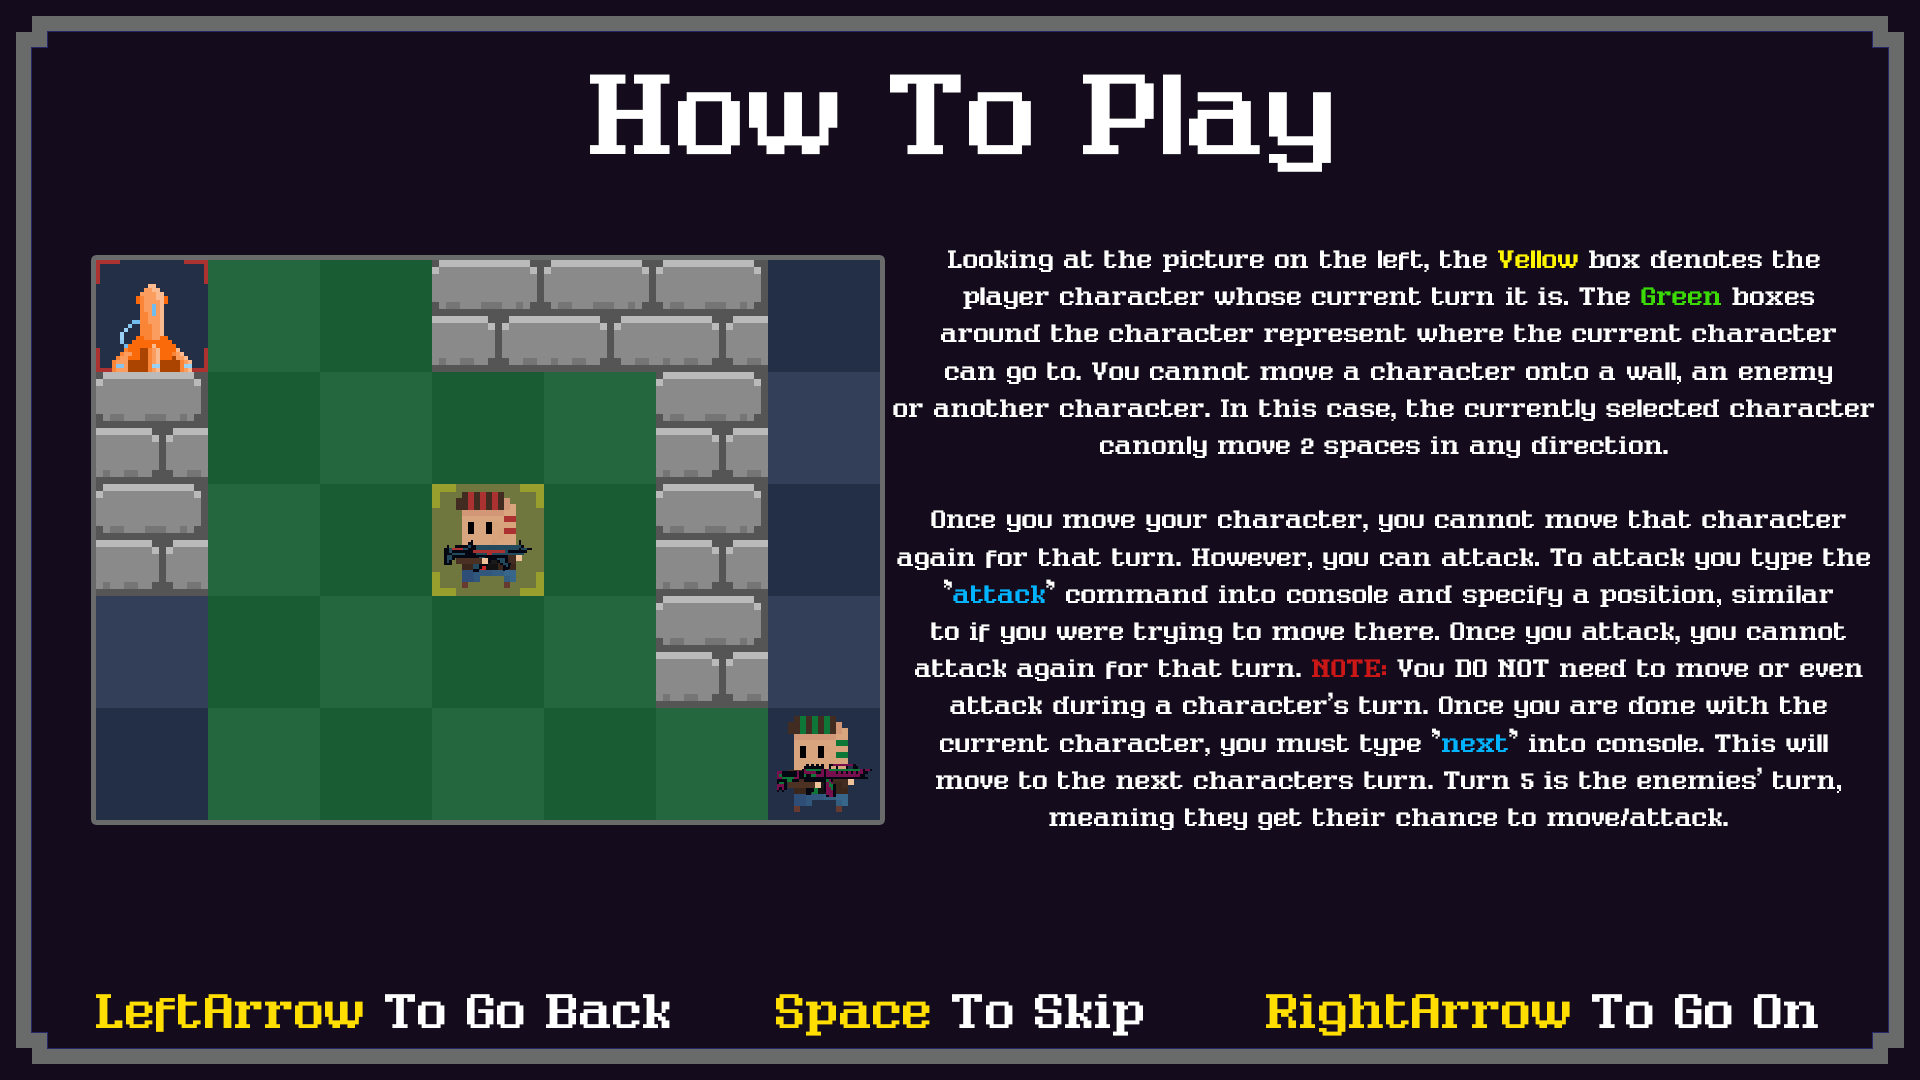 How To Play
Looking at the picture on the left, the Yellow box denotes the
player character whose current turn it is. The Green boxes
around the character represent where the current character
can go to. You cannot move a character onto a wall, an enemy
or another character. In this case, the currently selected character
canonly move 2 spaces in any direction.
Once you move your character, you cannot move that character
again for that turn. However, you can attack. To attack you type the
"attack" command into console and specify a position, similar
to if you were trying to move there. Once you attack, you cannot
attack again for that turn. NOTE: You DO NOT need to move or even
attack during a character's turn. Once you are done with the
current character, you must type "next" into console. This will
move to the next characters turn. Turn 5 is the enemies' turn,
meaning they get their chance to move/attack.
LeftArrow To Go Back
Space To Skip
RightArrow To Go On